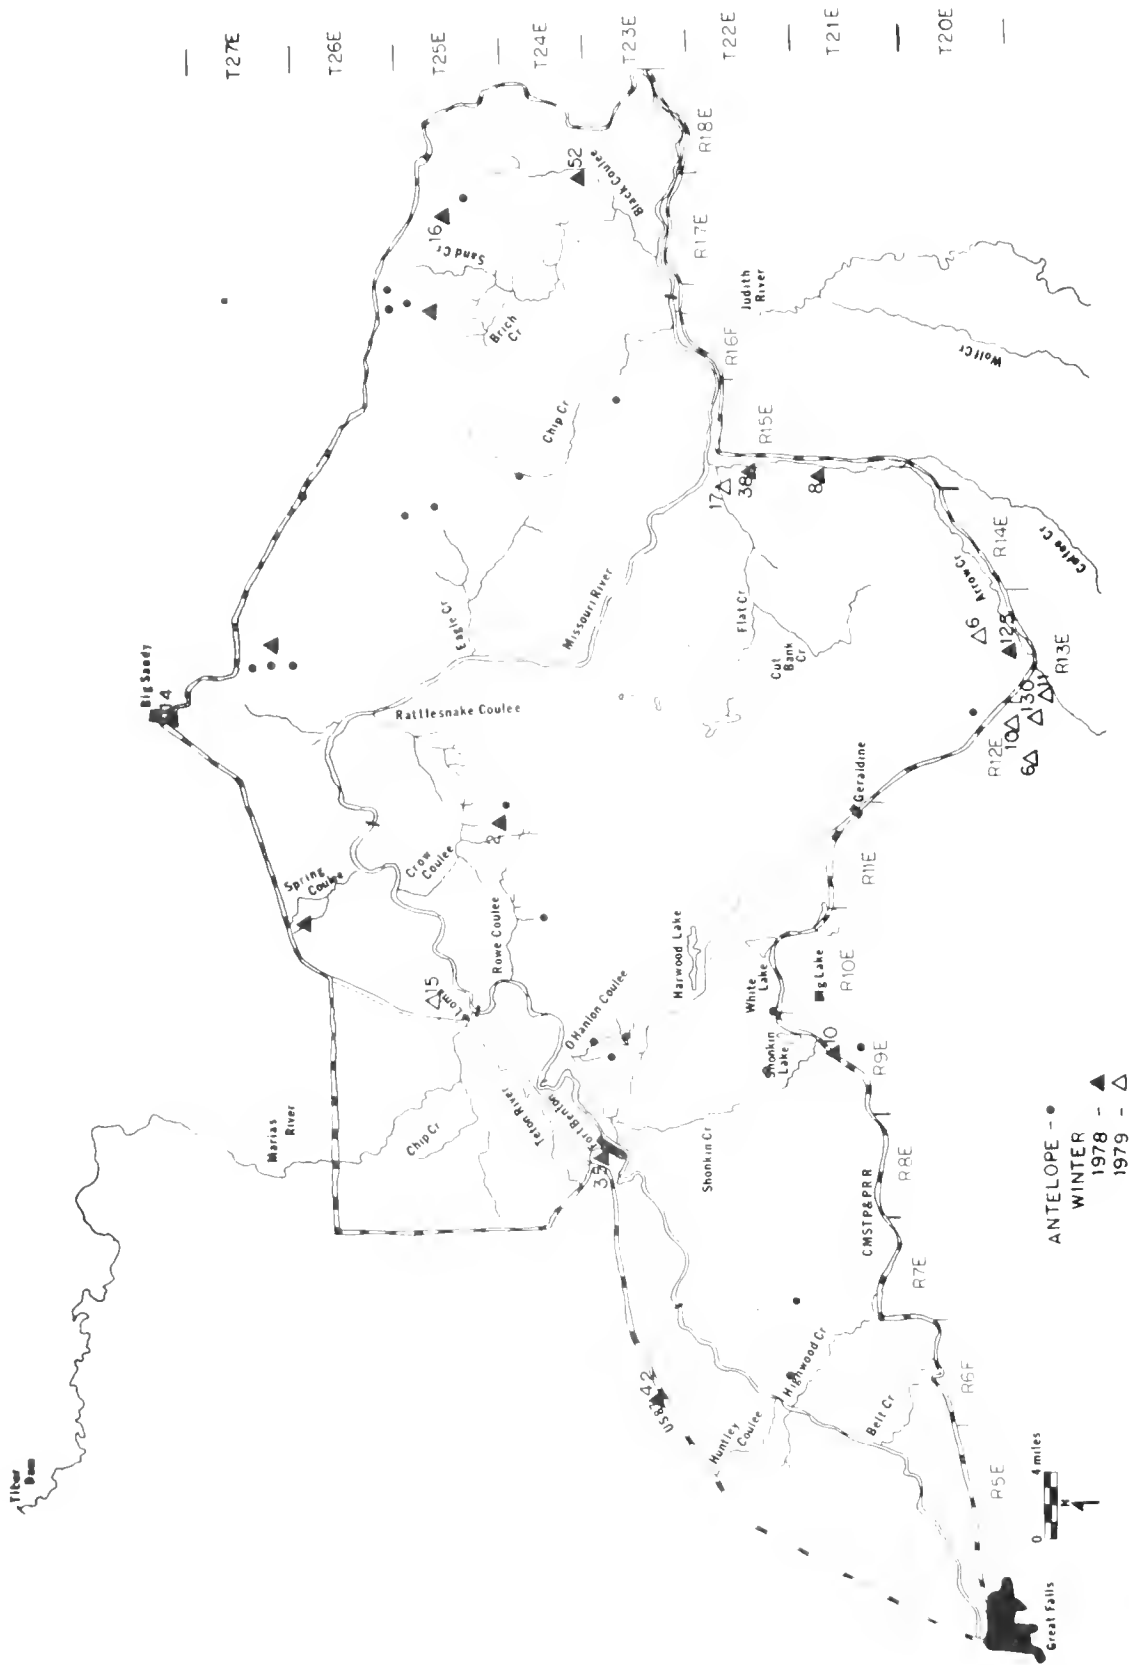 Tiber
Dam
Big Sandy
14
T27E
T26E
T25E
T24E
T23E
T22E
T21E
T20E
16
Sand Cr
52
Black Coulee
R18E
R17E
Brich
Cr
Judith
River
Wolf Cr
R16E
Chip Cr
R15E
17
38
8
Missouri River
Eagle Cr
Rattlesnake Coulee
Flat Cr
Cut
Bank
Cr
Arrow Cr
R14E
Coffee Cr
6
125
R13E
11
130
10
6
R12E
Geraldine
R11E
2
Crow
Coulee
Spring
Coulee
Rowe Coulee
15
Loma
Harwood Lake
White
Lake
Big Lake
R10E
O Hanlon Coulee
Shonkin
Lake
10
R9E
Marias
River
Chip Cr
Teton River
Fort Benton
35
Shonkin Cr
R8E
CMSTP&PRR
R7E
US87
42
Huntley
Coulee
Highwood Cr
Belt Cr
R6E
R5E
Great Falls
0
4 miles
N
ANTELOPE -
WINTER
1978 -
1979 -